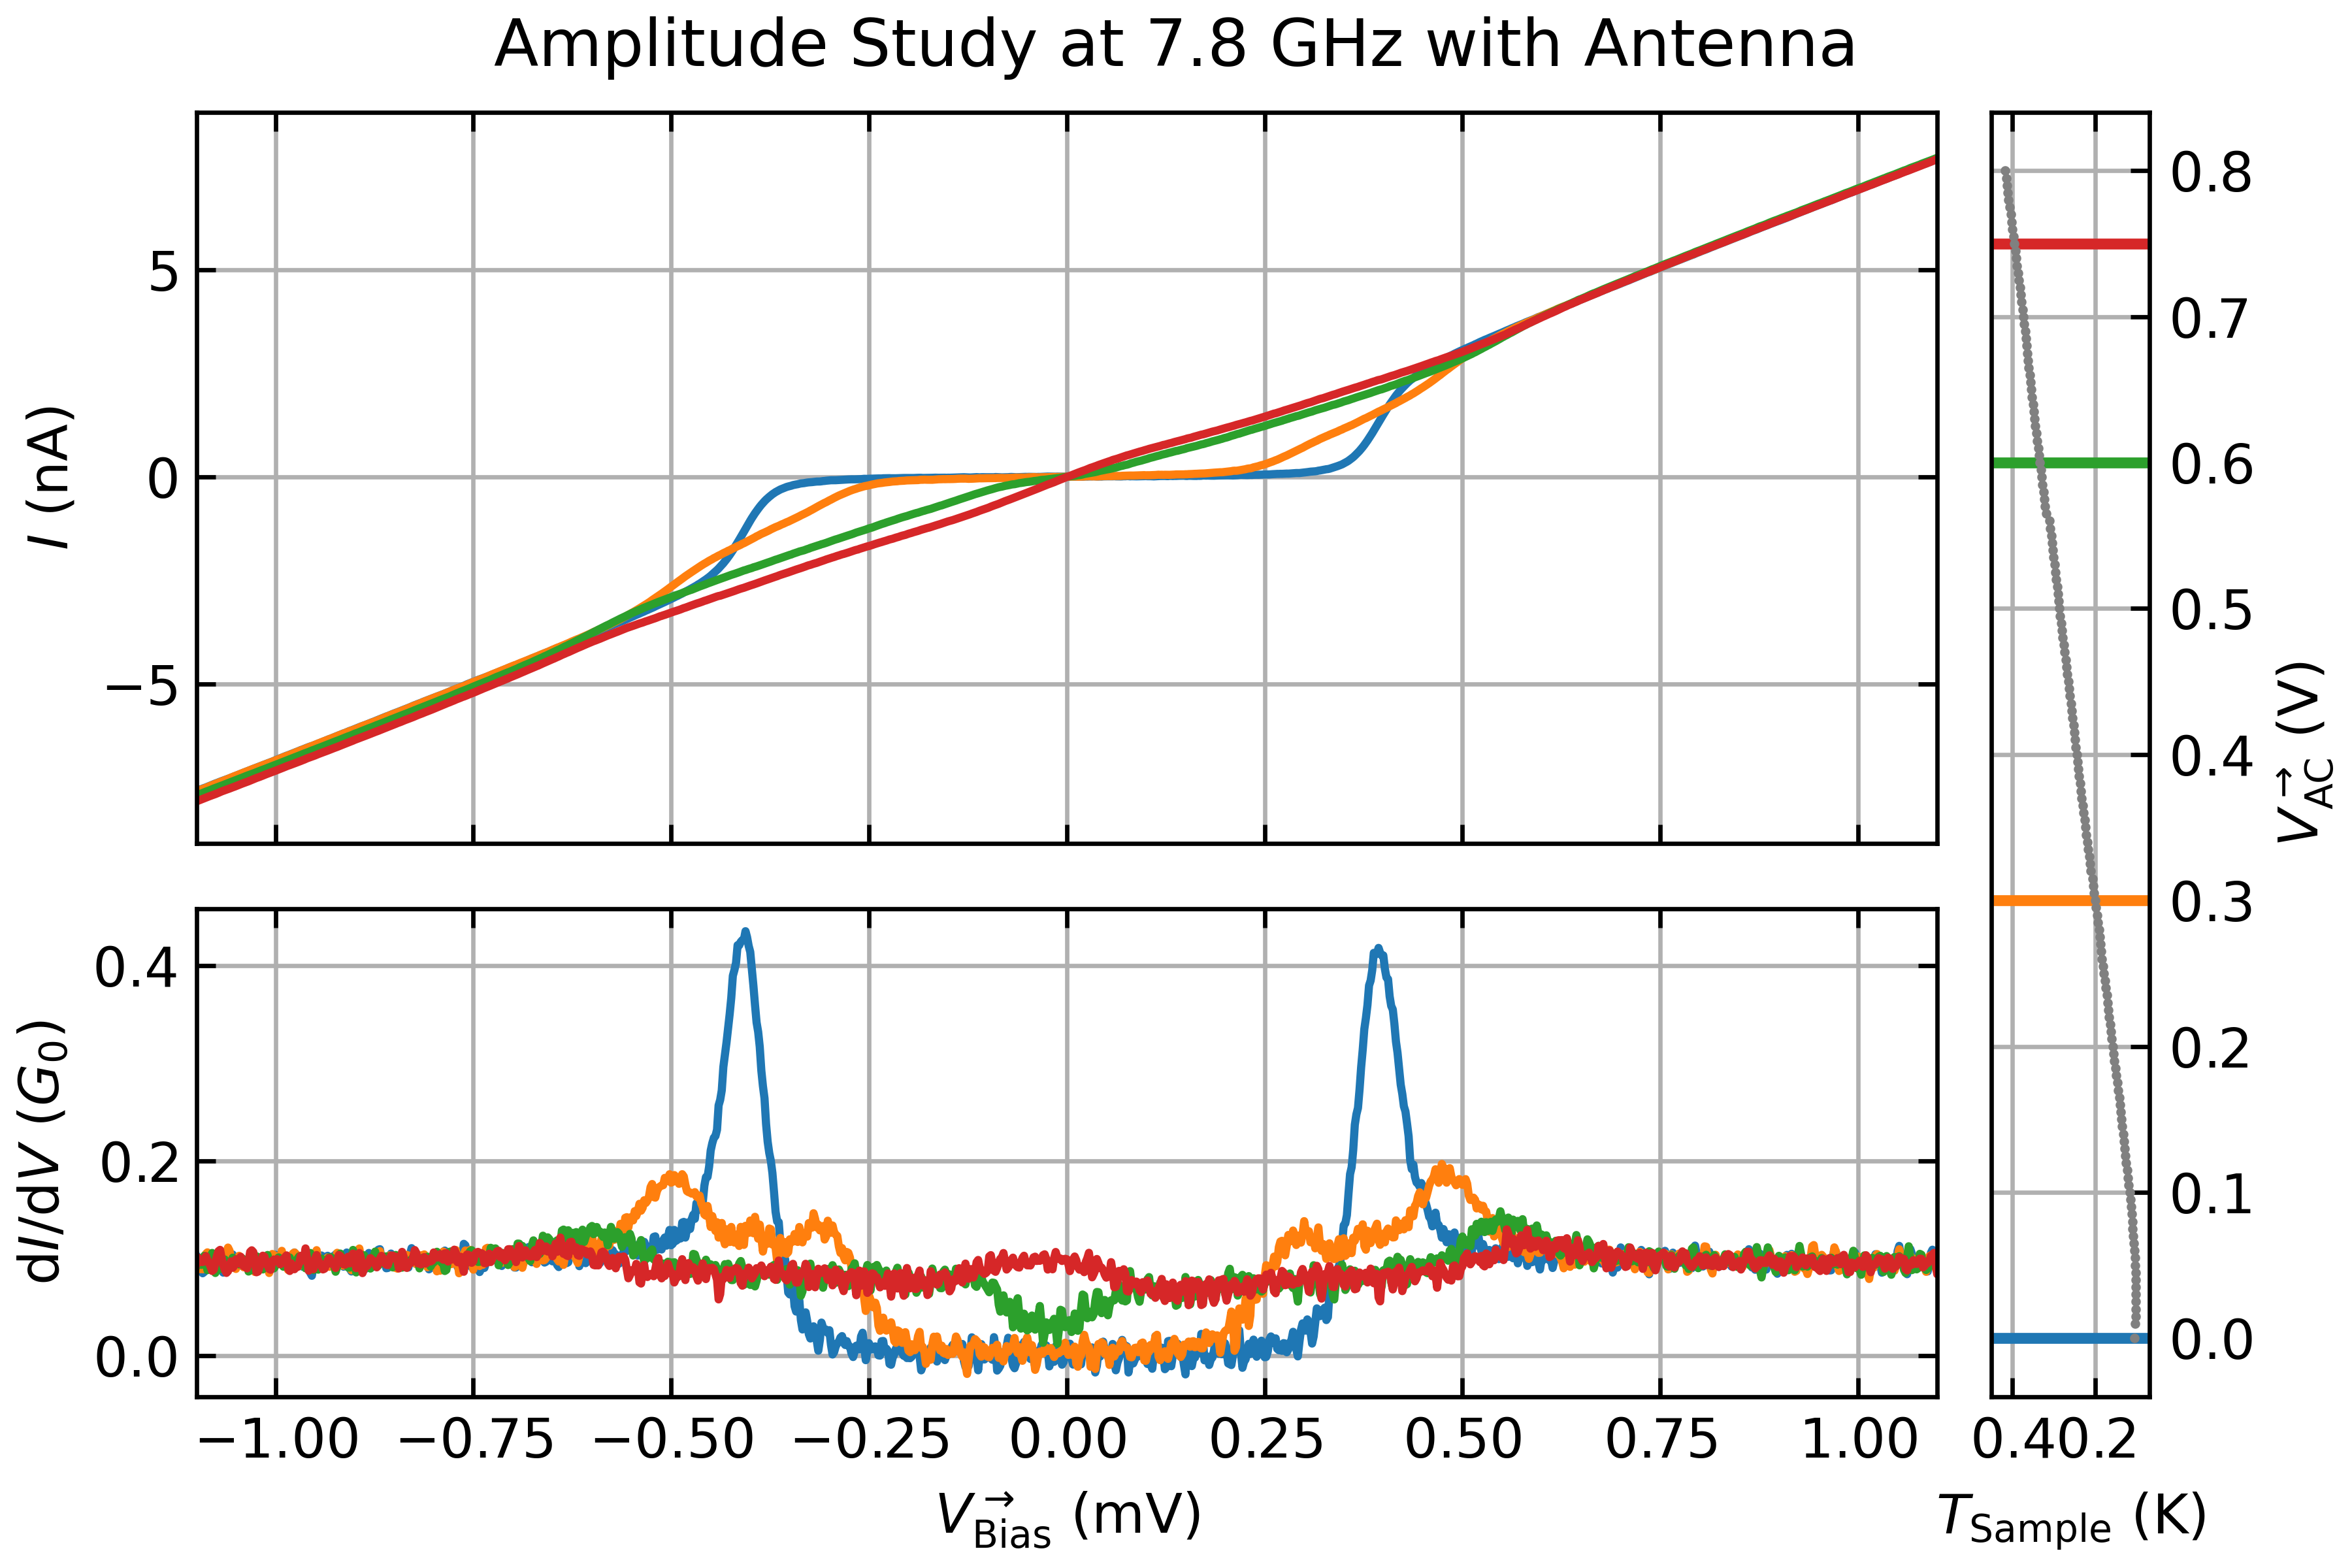 Amplitude Study at 7.8 GHz with Antenna
I (nA)
5
0
−5
dI/dV (G₀)
0.4
0.2
0.0
−1.00 −0.75 −0.50 −0.25 0.00 0.25 0.50 0.75 1.00
V→Bias (mV)
0.8
0.7
0.6
0.5
0.4
0.3
0.2
0.1
0.0
V→AC (V)
0.4 0.2
TSample (K)